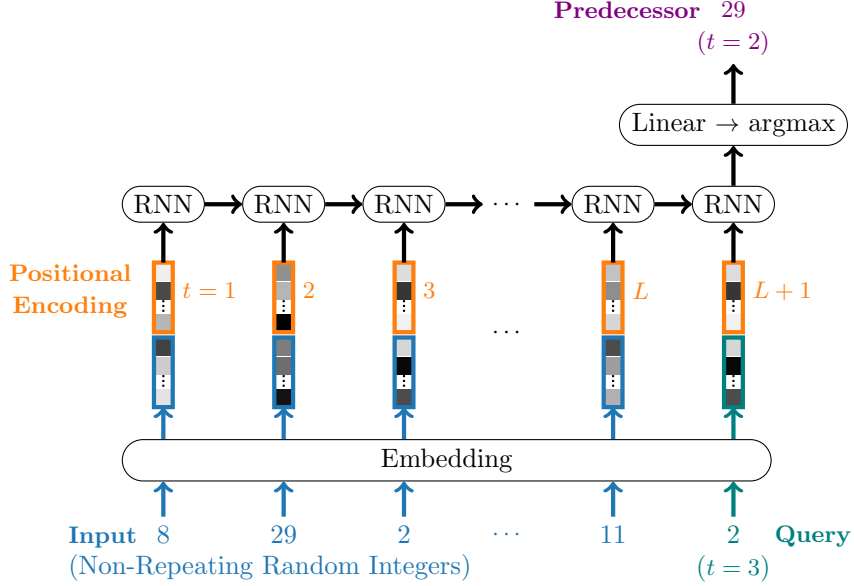 Predecessor 29
(t = 2)
Linear → argmax
RNN RNN RNN ··· RNN RNN
Positional
Encoding
t = 1 2 3 L L + 1
···
Embedding
Input 8 29 2 ··· 11 2 Query
(Non-Repeating Random Integers) (t = 3)